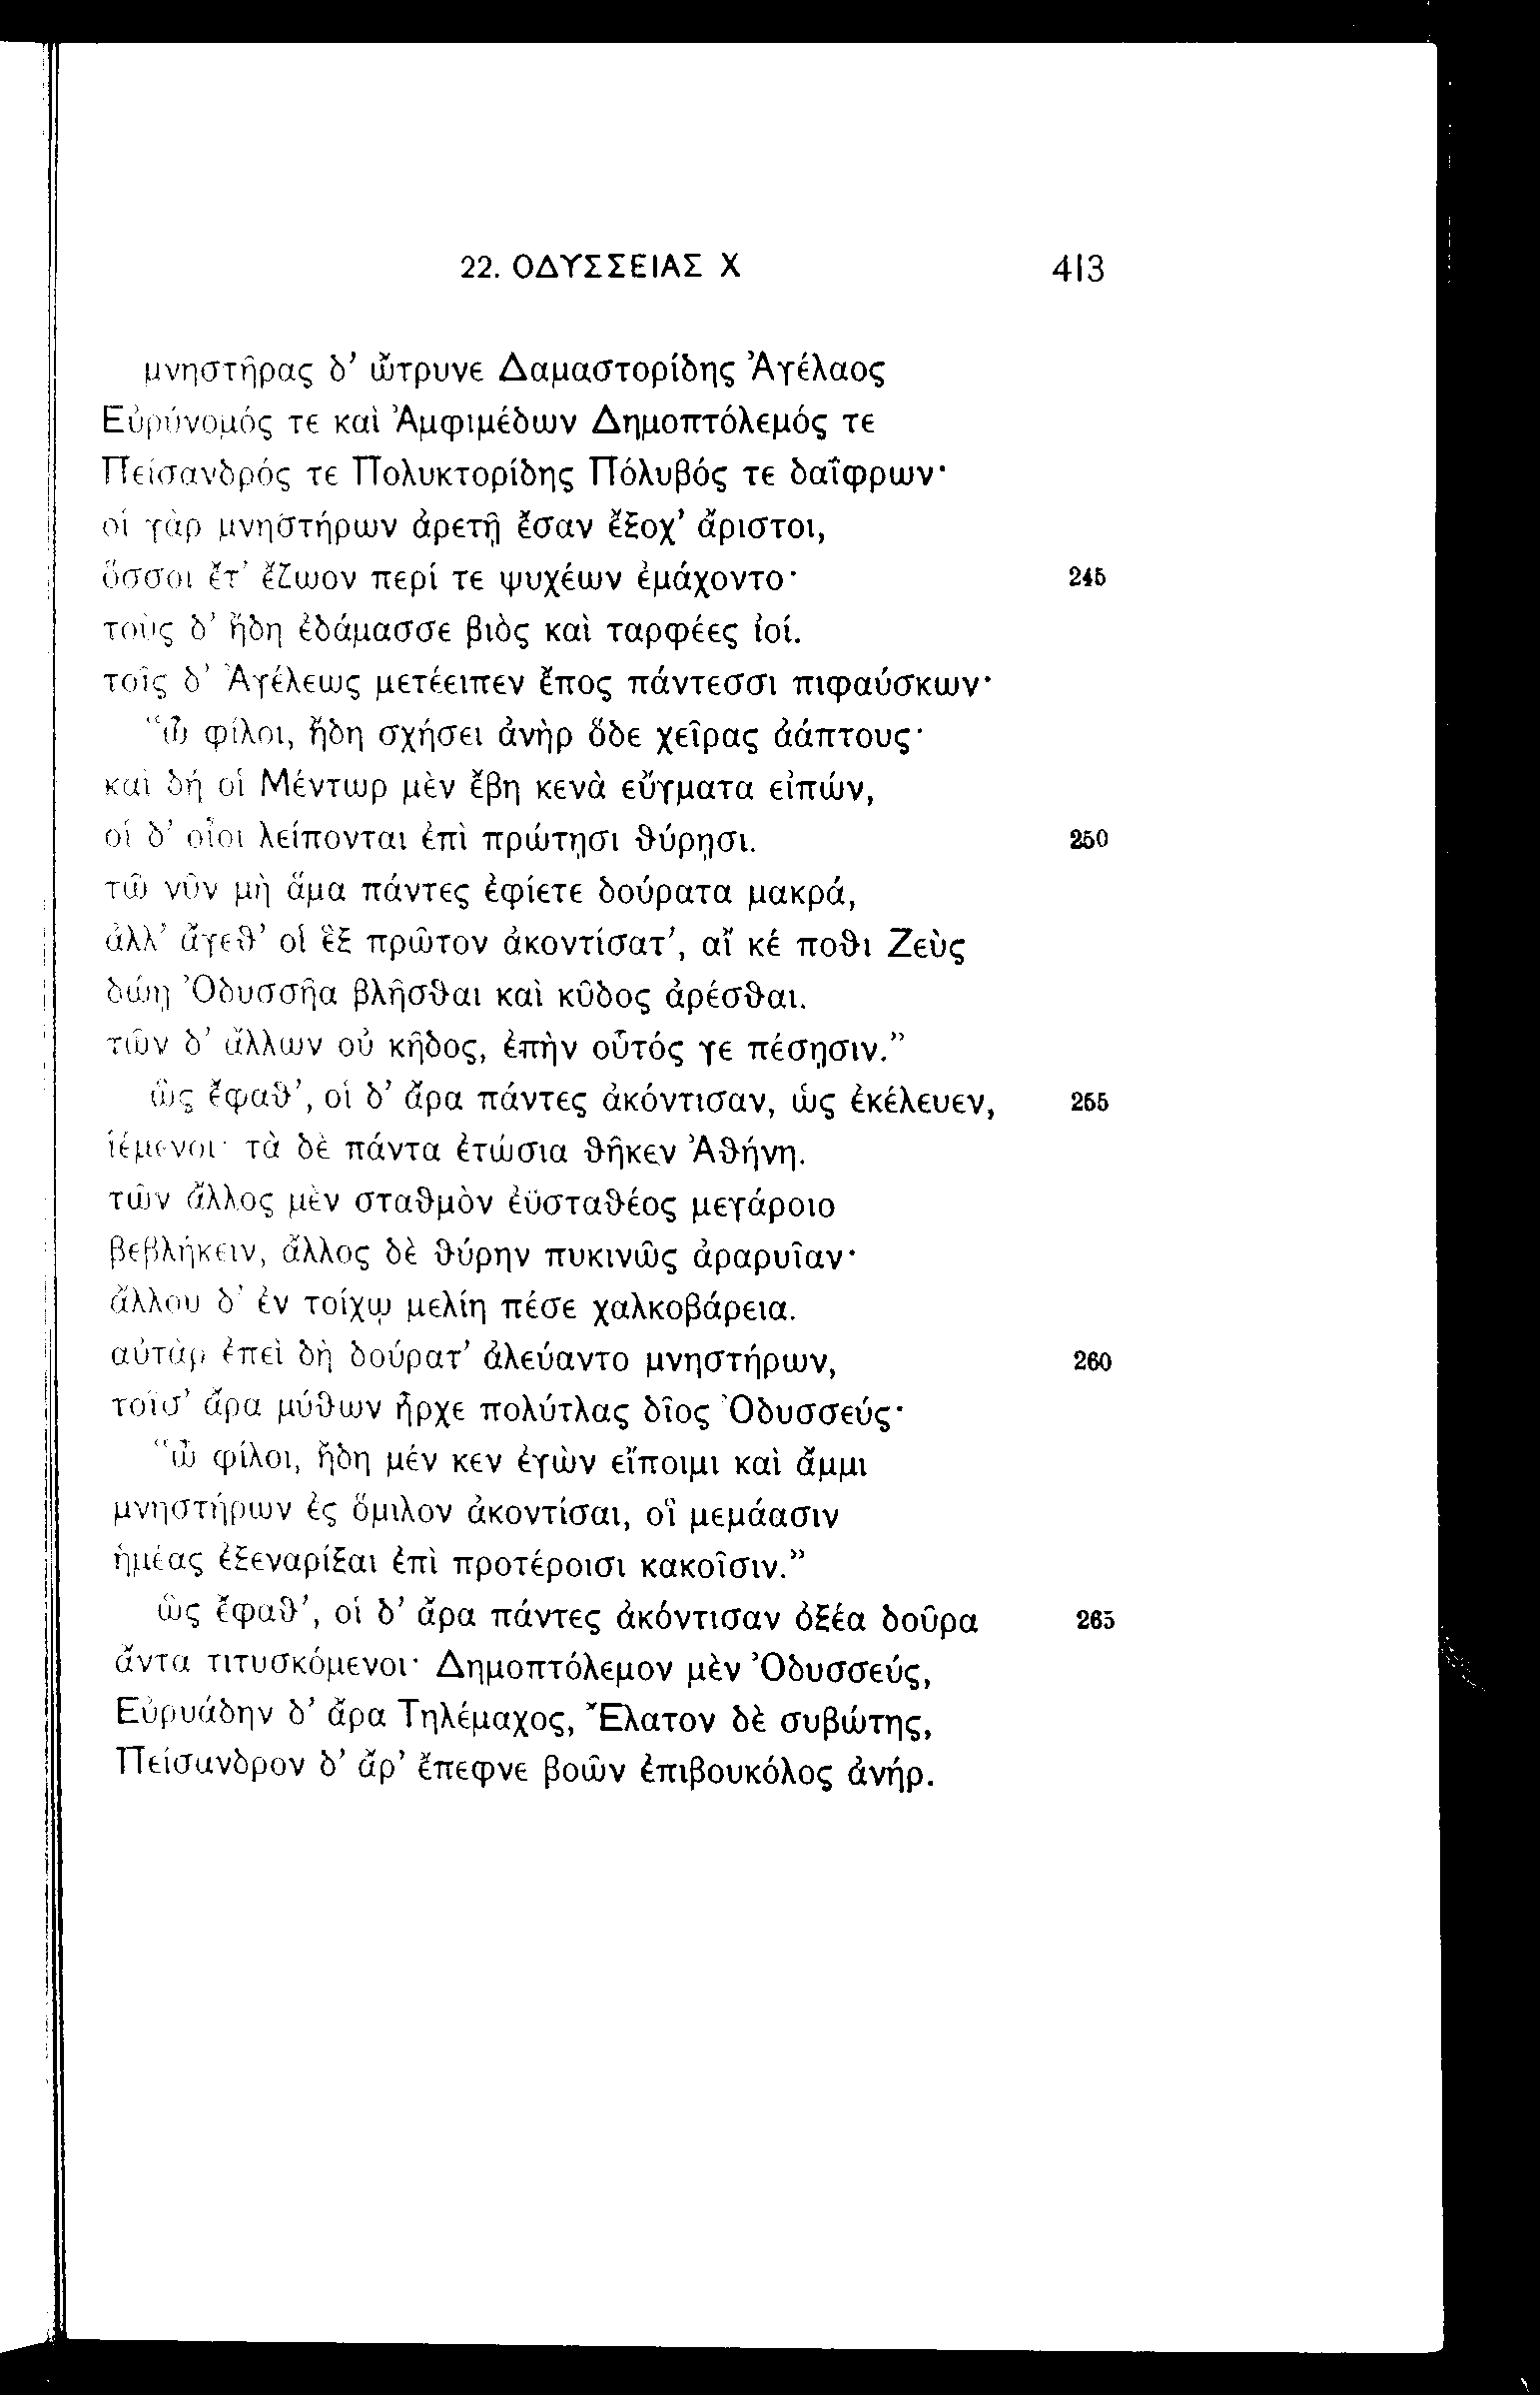 22. ΟΔΥΣΣΕΙΑΣ Χ 413
μνηστῆρας δ’ ὤτρυνε Δαμαστορίδης Ἀγέλαος
Εὐρύνομός τε καὶ Ἀμφιμέδων Δημοπτόλεμός τε
Πείσανδρός τε Πολυκτορίδης Πόλυβός τε δαΐφρων·
οἱ γὰρ μνηστήρων ἀρετῇ ἔσαν ἔξοχ’ ἄριστοι,
ὅσσοι ἔτ’ ἔζωον περί τε ψυχέων ἐμάχοντο· 245
τοὺς δ’ ἤδη ἐδάμασσε βιὸς καὶ ταρφέες ἰοί.
τοῖς δ’ Ἀγέλεως μετέειπεν ἔπος πάντεσσι πιφαύσκων·
“ὦ φίλοι, ἤδη σχήσει ἀνὴρ ὅδε χεῖρας ἀάπτους·
καὶ δή οἱ Μέντωρ μὲν ἔβη κενὰ εὔγματα εἰπών,
οἱ δ’ οἶοι λείπονται ἐπὶ πρώτῃσι θύρῃσι. 250
τῶ νῦν μὴ ἅμα πάντες ἐφίετε δούρατα μακρά,
ἀλλ’ ἄγεθ’ οἱ ἓξ πρῶτον ἀκοντίσατ’, αἴ κέ ποθι Ζεὺς
δώῃ Ὀδυσσῆα βλῆσθαι καὶ κῦδος ἀρέσθαι.
τῶν δ’ ἄλλων οὐ κῆδος, ἐπὴν οὗτός γε πέσῃσιν.”
ὣς ἔφαθ’, οἱ δ’ ἄρα πάντες ἀκόντισαν, ὡς ἐκέλευεν, 255
ἱέμενοι· τὰ δὲ πάντα ἐτώσια θῆκεν Ἀθήνη.
τῶν ἄλλος μὲν σταθμὸν ἐϋσταθέος μεγάροιο
βεβλήκειν, ἄλλος δὲ θύρην πυκινῶς ἀραρυῖαν·
ἄλλου δ’ ἐν τοίχῳ μελίη πέσε χαλκοβάρεια.
αὐτὰρ ἐπεὶ δὴ δούρατ’ ἀλεύαντο μνηστήρων, 260
τοῖσ’ ἄρα μύθων ἦρχε πολύτλας δῖος Ὀδυσσεύς·
“ὦ φίλοι, ἤδη μέν κεν ἐγὼν εἴποιμι καὶ ἄμμι
μνηστήρων ἐς ὅμιλον ἀκοντίσαι, οἳ μεμάασιν
ἡμέας ἐξεναρίξαι ἐπὶ προτέροισι κακοῖσιν.”
ὣς ἔφαθ’, οἱ δ’ ἄρα πάντες ἀκόντισαν ὀξέα δοῦρα 265
ἄντα τιτυσκόμενοι· Δημοπτόλεμον μὲν Ὀδυσσεύς,
Εὐρυάδην δ’ ἄρα Τηλέμαχος, Ἔλατον δὲ συβώτης,
Πείσανδρον δ’ ἄρ’ ἔπεφνε βοῶν ἐπιβουκόλος ἀνήρ.